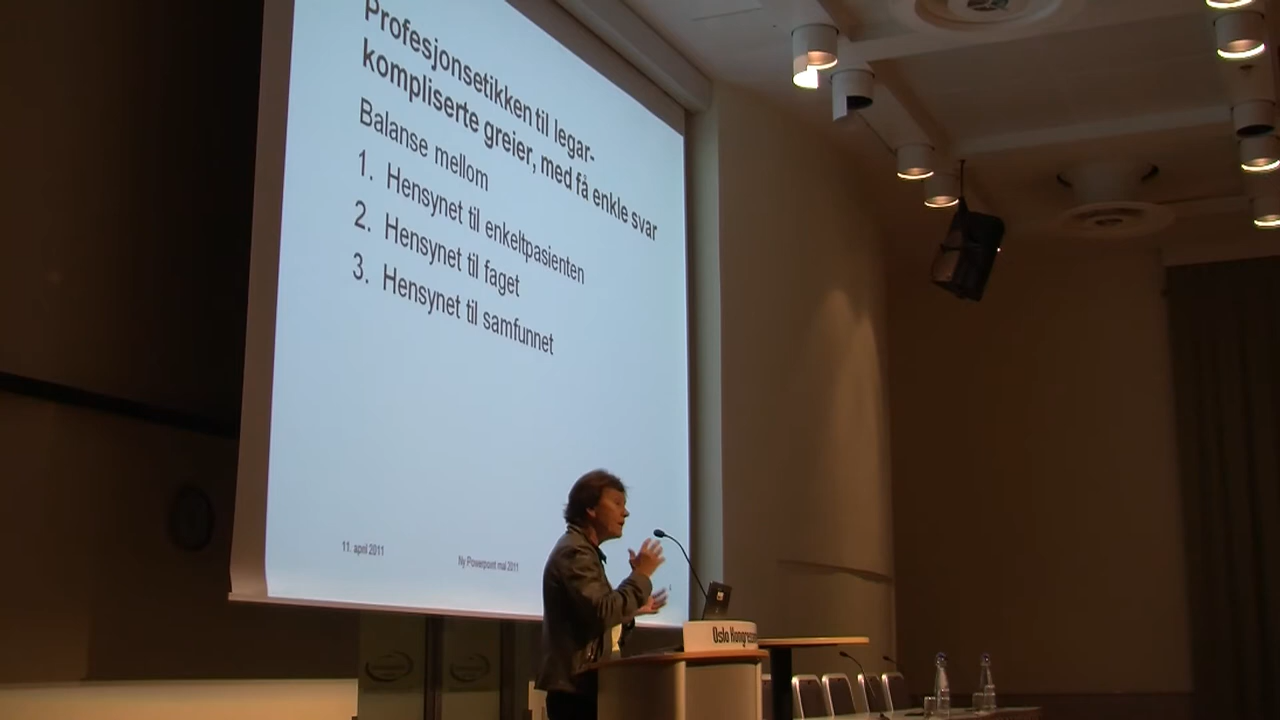 Profesjonsetikken til legar-
kompliserte greier, med få enkle svar
Balanse mellom
1. Hensynet til enkeltpasienten
2. Hensynet til faget
3. Hensynet til samfunnet
11. april 2011
Ny Powerpoint mal 2011
Oslo